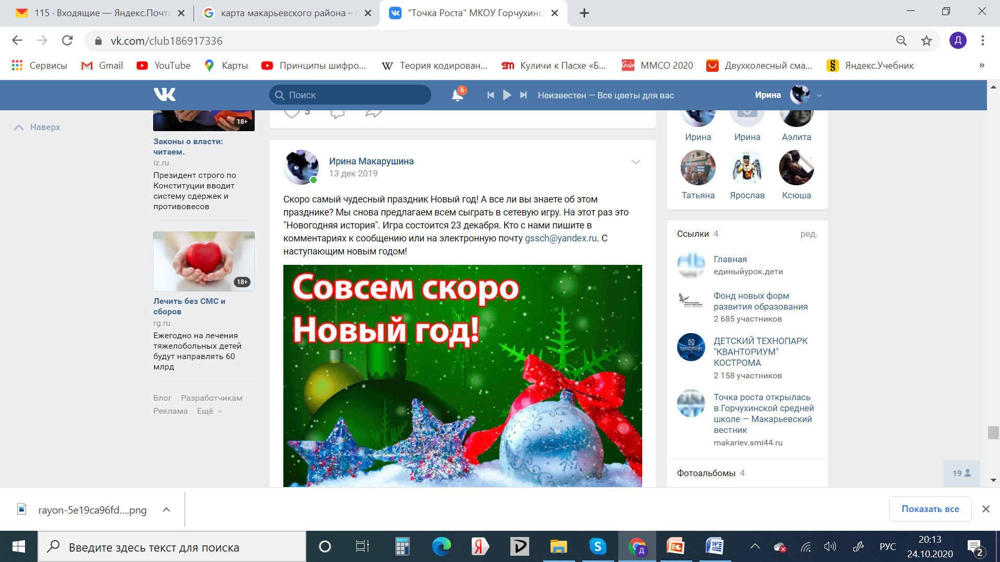 115 · Входящие — Яндекс.Почта
карта макарьевского района –
"Точка Роста" МКОУ Горчухинс
vk.com/club186917336
Д
Сервисы
Gmail
YouTube
Карты
Принципы шифро...
Теория кодирован...
Куличи к Пасхе «Б...
ММСО 2020
Двухколесный сма...
Яндекс.Учебник
»
Поиск
6
Неизвестен — Все цветы для вас
Ирина
Наверх
18+
Законы о власти:
читаем.
iz.ru
Президент строго по
Конституции вводит
систему сдержек и
противовесов
18+
Лечить без СМС и
сборов
rg.ru
Ежегодно на лечения
тяжелобольных детей
будут направлять 60
млрд
Блог Разработчикам
Реклама Ещё
5
Ирина Макарушина
13 дек 2019
Скоро самый чудесный праздник Новый год! А все ли вы знаете об этом
празднике? Мы снова предлагаем всем сыграть в сетевую игру. На этот раз это
"Новогодняя история". Игра состоится 23 декабря. Кто с нами пишите в
комментариях к сообщению или на электронную почту gssch@yandex.ru. С
наступающим новым годом!
Совсем скоро
Новый год!
Ирина Ирина Аэлита
Татьяна Ярослав Ксюша
Ссылки 4 ред.
Главная
единыйурок.дети
Фонд новых форм
развития образования
2 685 участников
ДЕТСКИЙ ТЕХНОПАРК
"КВАНТОРИУМ"
КОСТРОМА
2 158 участников
Точка роста открылась
в Горчухинской средней
школе — Макарьевский
вестник
makariev.smi44.ru
Фотоальбомы 4
19
rayon-5e19ca96fd....png
Показать все
Введите здесь текст для поиска
РУС
20:13
24.10.2020
2